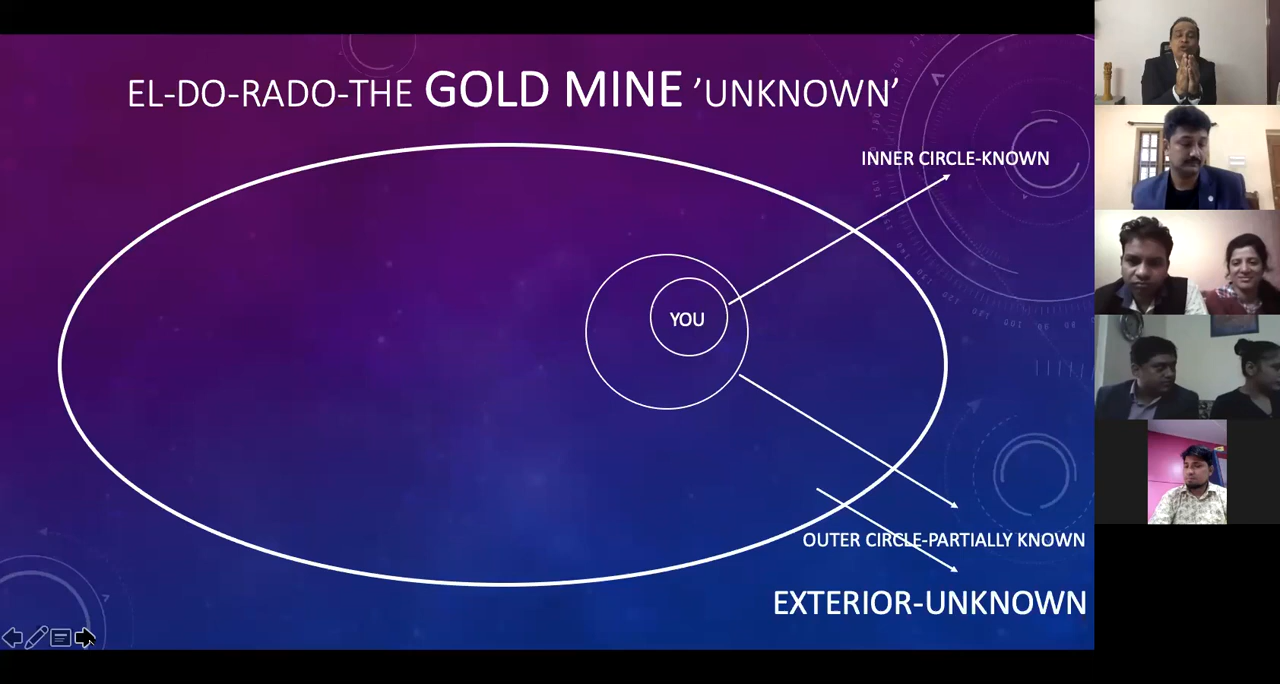 EL-DO-RADO-THE GOLD MINE ’UNKNOWN’
INNER CIRCLE-KNOWN
YOU
OUTER CIRCLE-PARTIALLY KNOWN
EXTERIOR-UNKNOWN